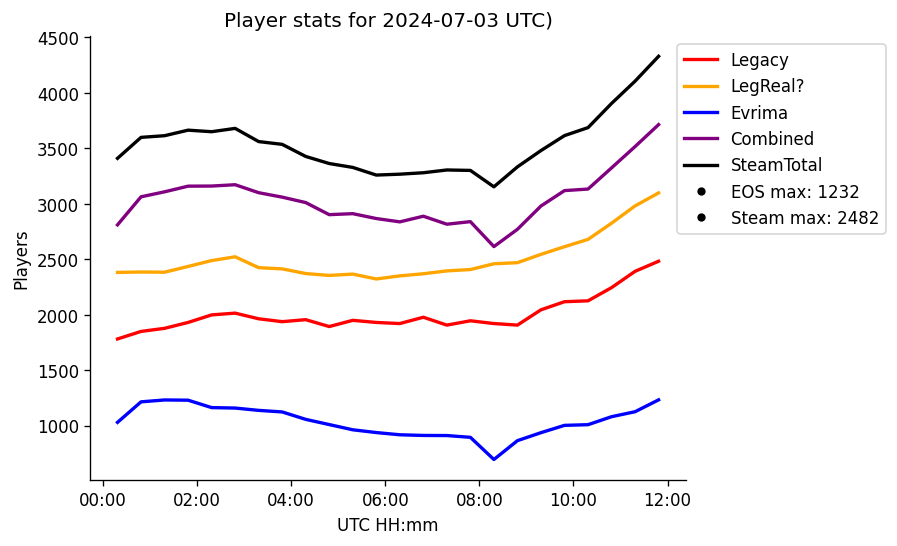 Player stats for 2024-07-03 UTC)
4500
4000
3500
3000
2500
2000
1500
1000
Players
00:00 02:00 04:00 06:00 08:00 10:00 12:00
UTC HH:mm
Legacy
LegReal?
Evrima
Combined
SteamTotal
EOS max: 1232
Steam max: 2482